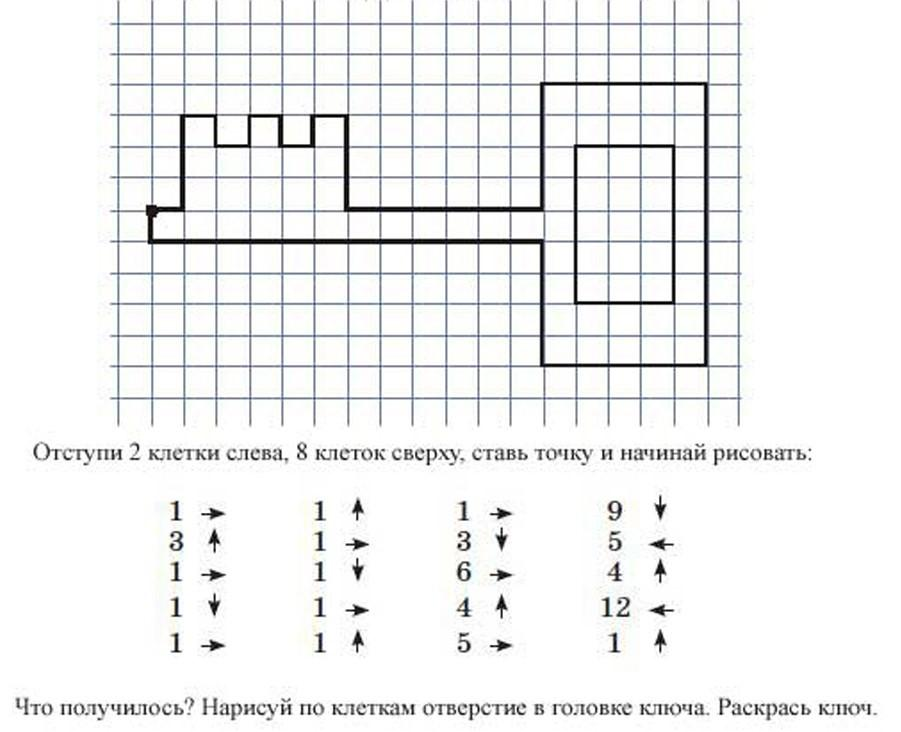 Отступи 2 клетки слева, 8 клеток сверху, ставь точку и начинай рисовать:
1 → 1 ↑ 1 → 9 ↓
3 ↑ 1 → 3 ↓ 5 ←
1 → 1 ↓ 6 → 4 ↑
1 ↓ 1 → 4 ↑ 12 ←
1 → 1 ↑ 5 → 1 ↑
Что получилось? Нарисуй по клеткам отверстие в головке ключа. Раскрась ключ.